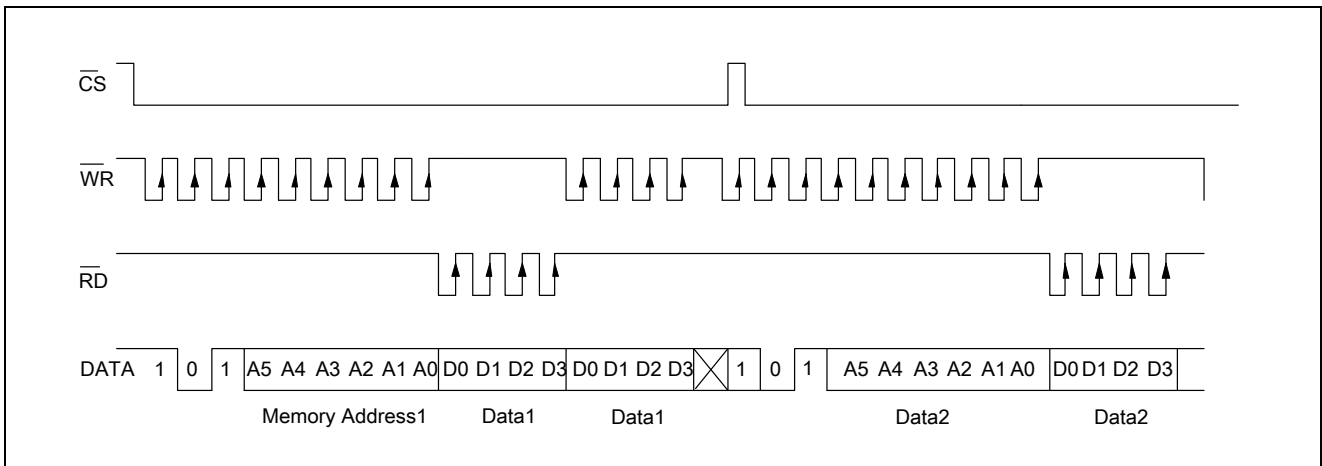 CS
WR
RD
DATA 1 0 1 A5 A4 A3 A2 A1 A0 D0 D1 D2 D3 D0 D1 D2 D3 1 0 1 A5 A4 A3 A2 A1 A0 D0 D1 D2 D3
Memory Address1 Data1 Data1 Data2 Data2